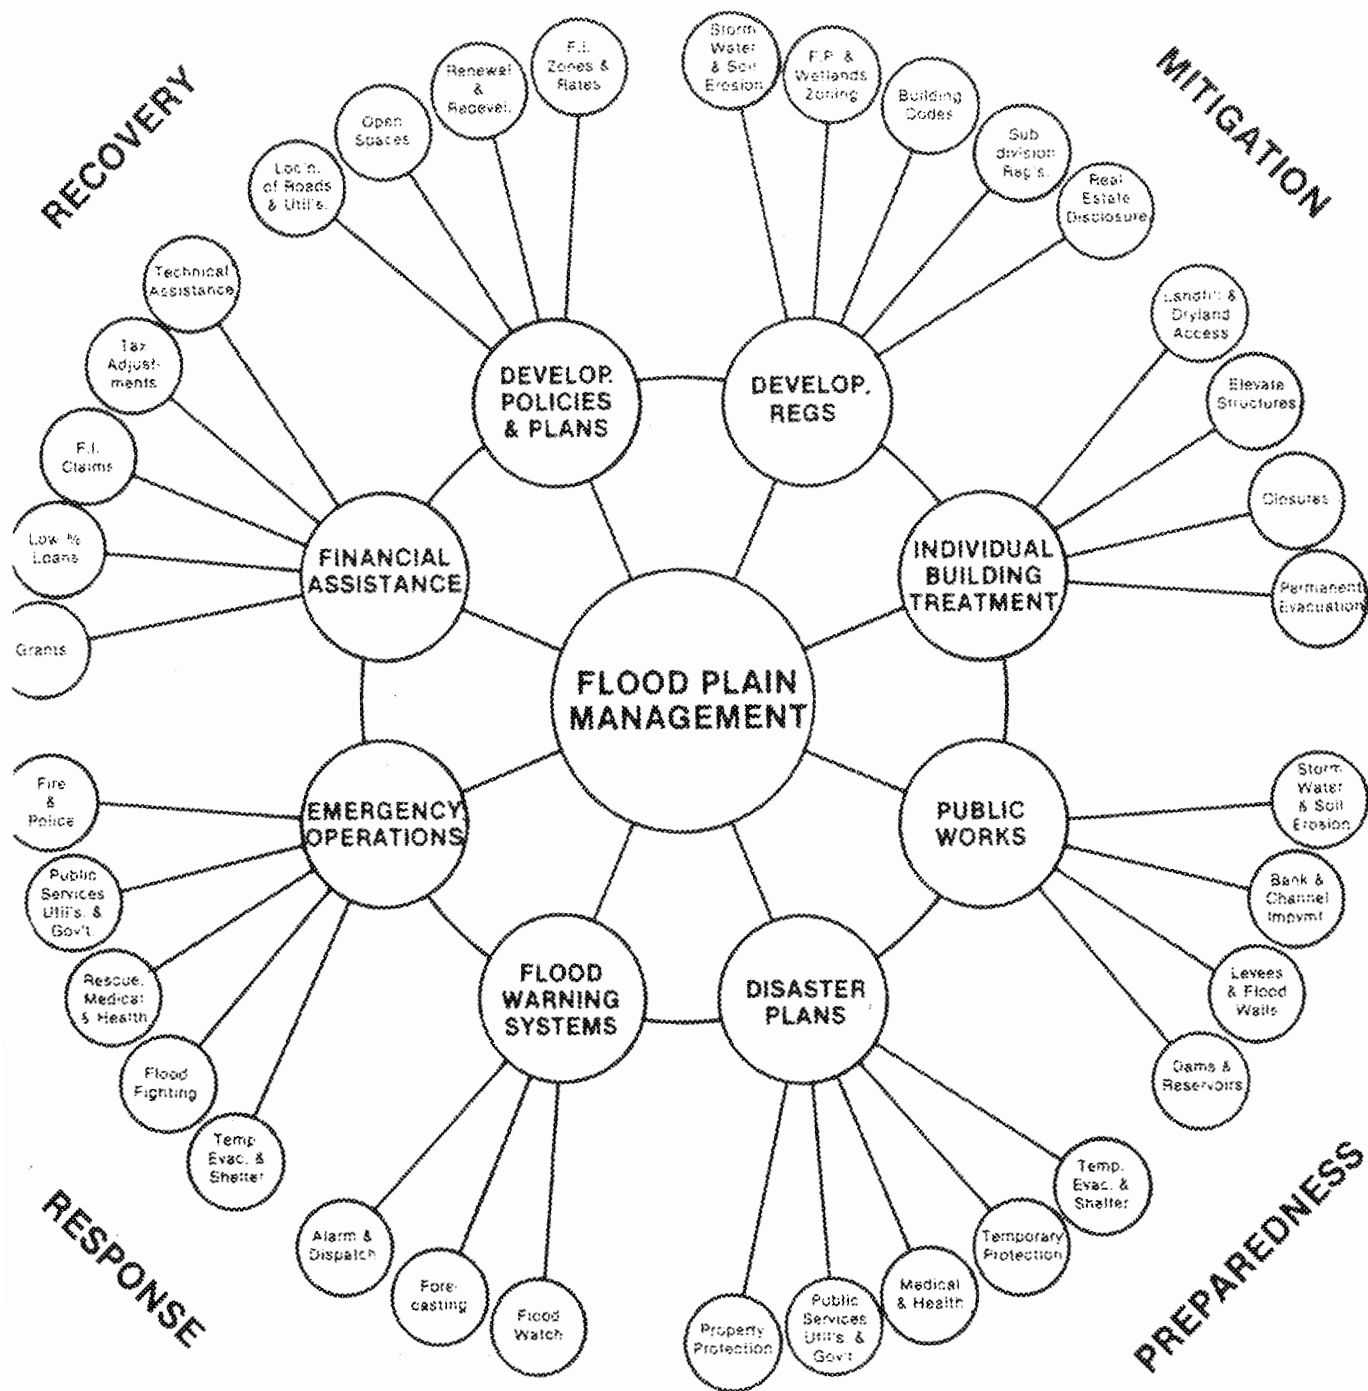 RECOVERY
MITIGATION
F.I.
Zones &
Rates
Renewal
&
Redevel.
Open
Spaces
Loc'n.
of Roads
& Util's.
Storm
Water
& Soil
Erosion
F.P. &
Wetlands
Zoning
Building
Codes
Sub
division
Reg's.
Real
Estate
Disclosure
DEVELOP.
POLICIES
& PLANS
DEVELOP.
REGS
Technical
Assistance
Tax
Adjust-
ments
F.I.
Claims
Low %
Loans
Grants
FINANCIAL
ASSISTANCE
INDIVIDUAL
BUILDING
TREATMENT
Landfill &
Dryland
Access
Elevate
Structures
Closures
Permanent
Evacuation
FLOOD PLAIN
MANAGEMENT
EMERGENCY
OPERATIONS
Fire
&
Police
Public
Services
Util's. &
Gov't
Rescue,
Medical
& Health
Flood
Fighting
Temp
Evac. &
Shelter
PUBLIC
WORKS
Storm
Water
& Soil
Erosion
Bank &
Channel
Impvmt
Levees
& Flood
Walls
Dams &
Reservoirs
FLOOD
WARNING
SYSTEMS
DISASTER
PLANS
Alarm &
Dispatch
Fore-
casting
Flood
Watch
Property
Protection
Public
Services
Util's. &
Gov't
Medical
& Health
Temporary
Protection
Temp.
Evac. &
Shelter
RESPONSE
PREPAREDNESS